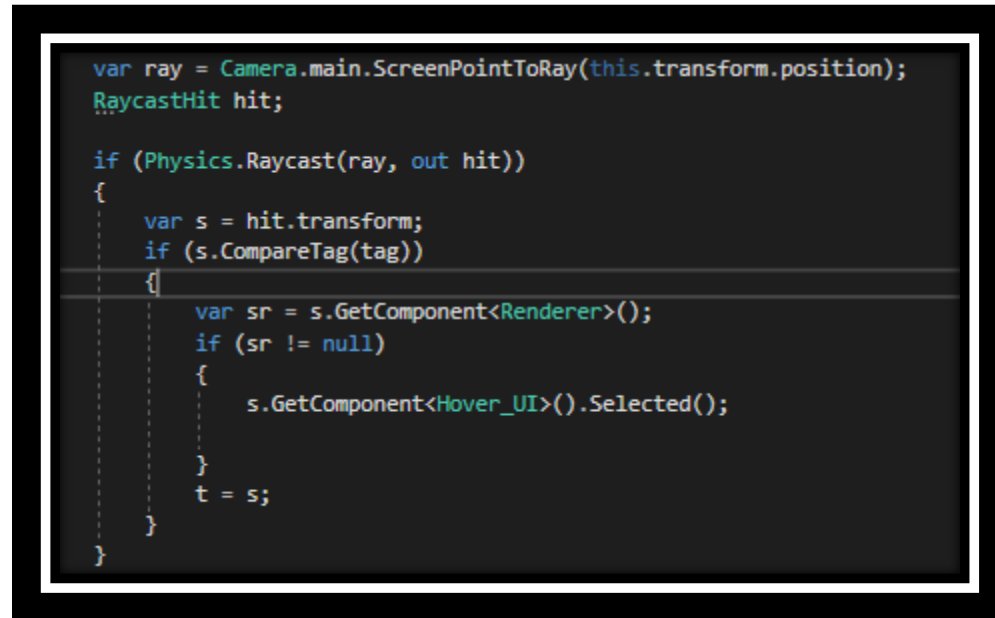 var ray = Camera.main.ScreenPointToRay(this.transform.position);
RaycastHit hit;
if (Physics.Raycast(ray, out hit))
{
var s = hit.transform;
if (s.CompareTag(tag))
{
var sr = s.GetComponent<Renderer>();
if (sr != null)
{
s.GetComponent<Hover_UI>().Selected();
}
t = s;
}
}